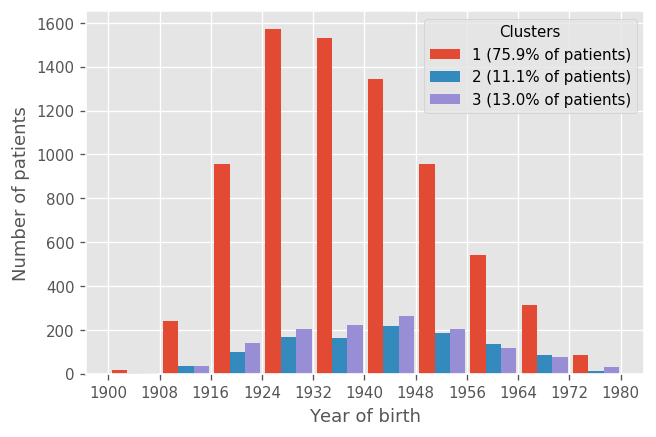 Number of patients
1600
1400
1200
1000
800
600
400
200
0
Clusters
1 (75.9% of patients)
2 (11.1% of patients)
3 (13.0% of patients)
1900 1908 1916 1924 1932 1940 1948 1956 1964 1972 1980
Year of birth